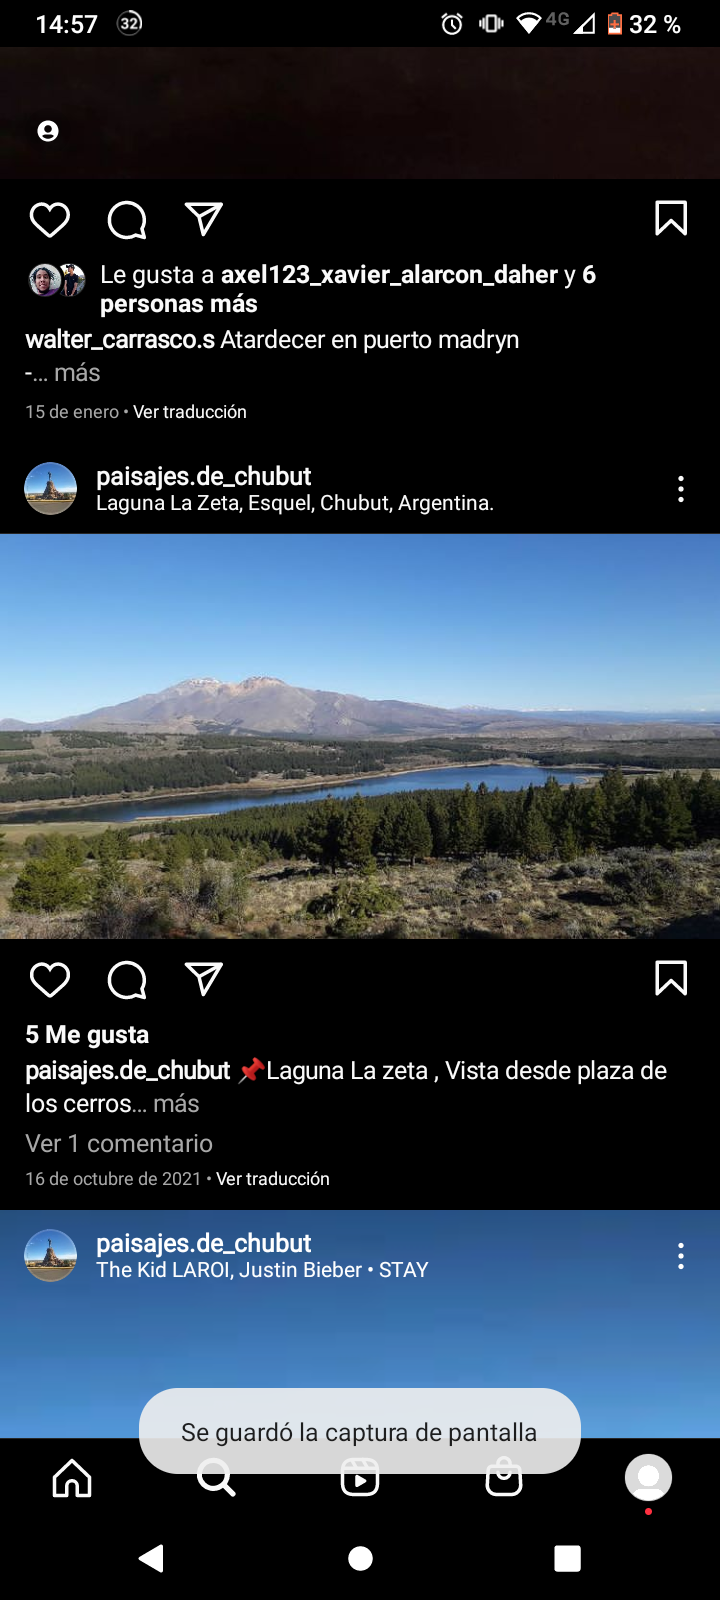 14:57 32 4G 32 %
Le gusta a axel123_xavier_alarcon_daher y 6
personas más
walter_carrasco.s Atardecer en puerto madryn
-... más
15 de enero • Ver traducción
paisajes.de_chubut
Laguna La Zeta, Esquel, Chubut, Argentina.
5 Me gusta
paisajes.de_chubut 📌Laguna La zeta , Vista desde plaza de
los cerros... más
Ver 1 comentario
16 de octubre de 2021 • Ver traducción
paisajes.de_chubut
The Kid LAROI, Justin Bieber • STAY
Se guardó la captura de pantalla